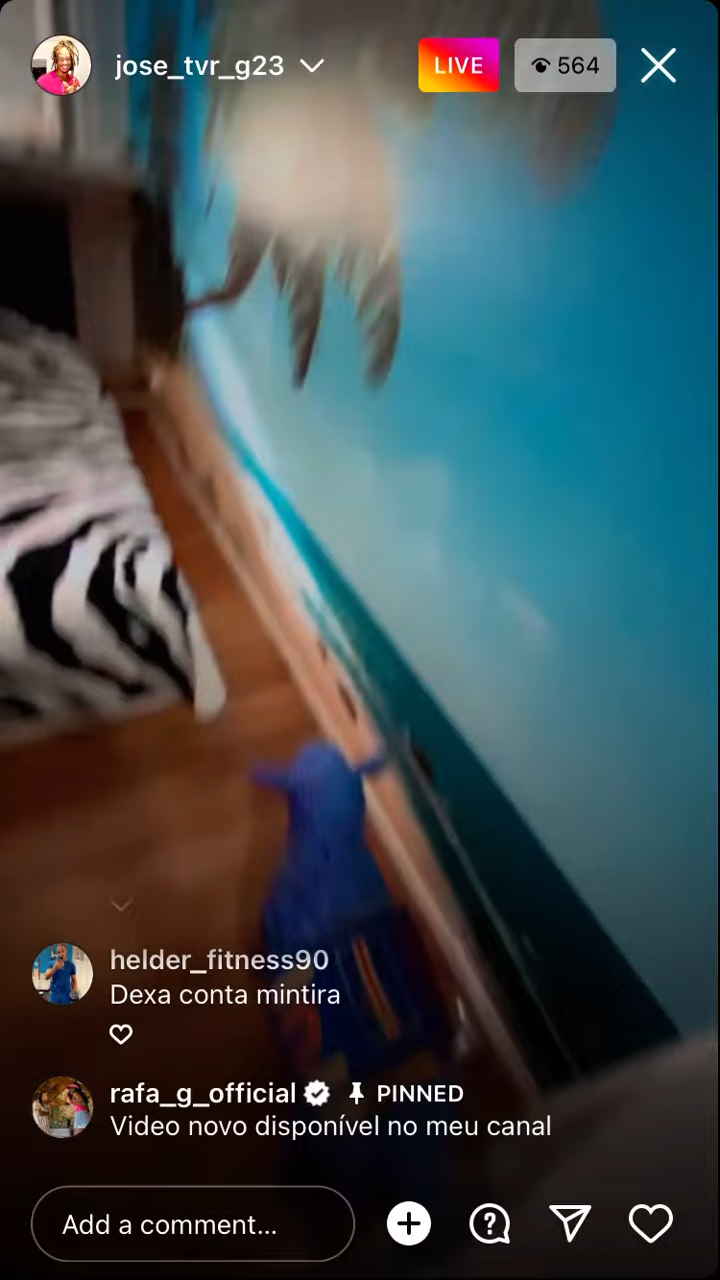 jose_tvr_g23
LIVE
564
helder_fitness90
Dexa conta mintira
rafa_g_official PINNED
Video novo disponível no meu canal
Add a comment...